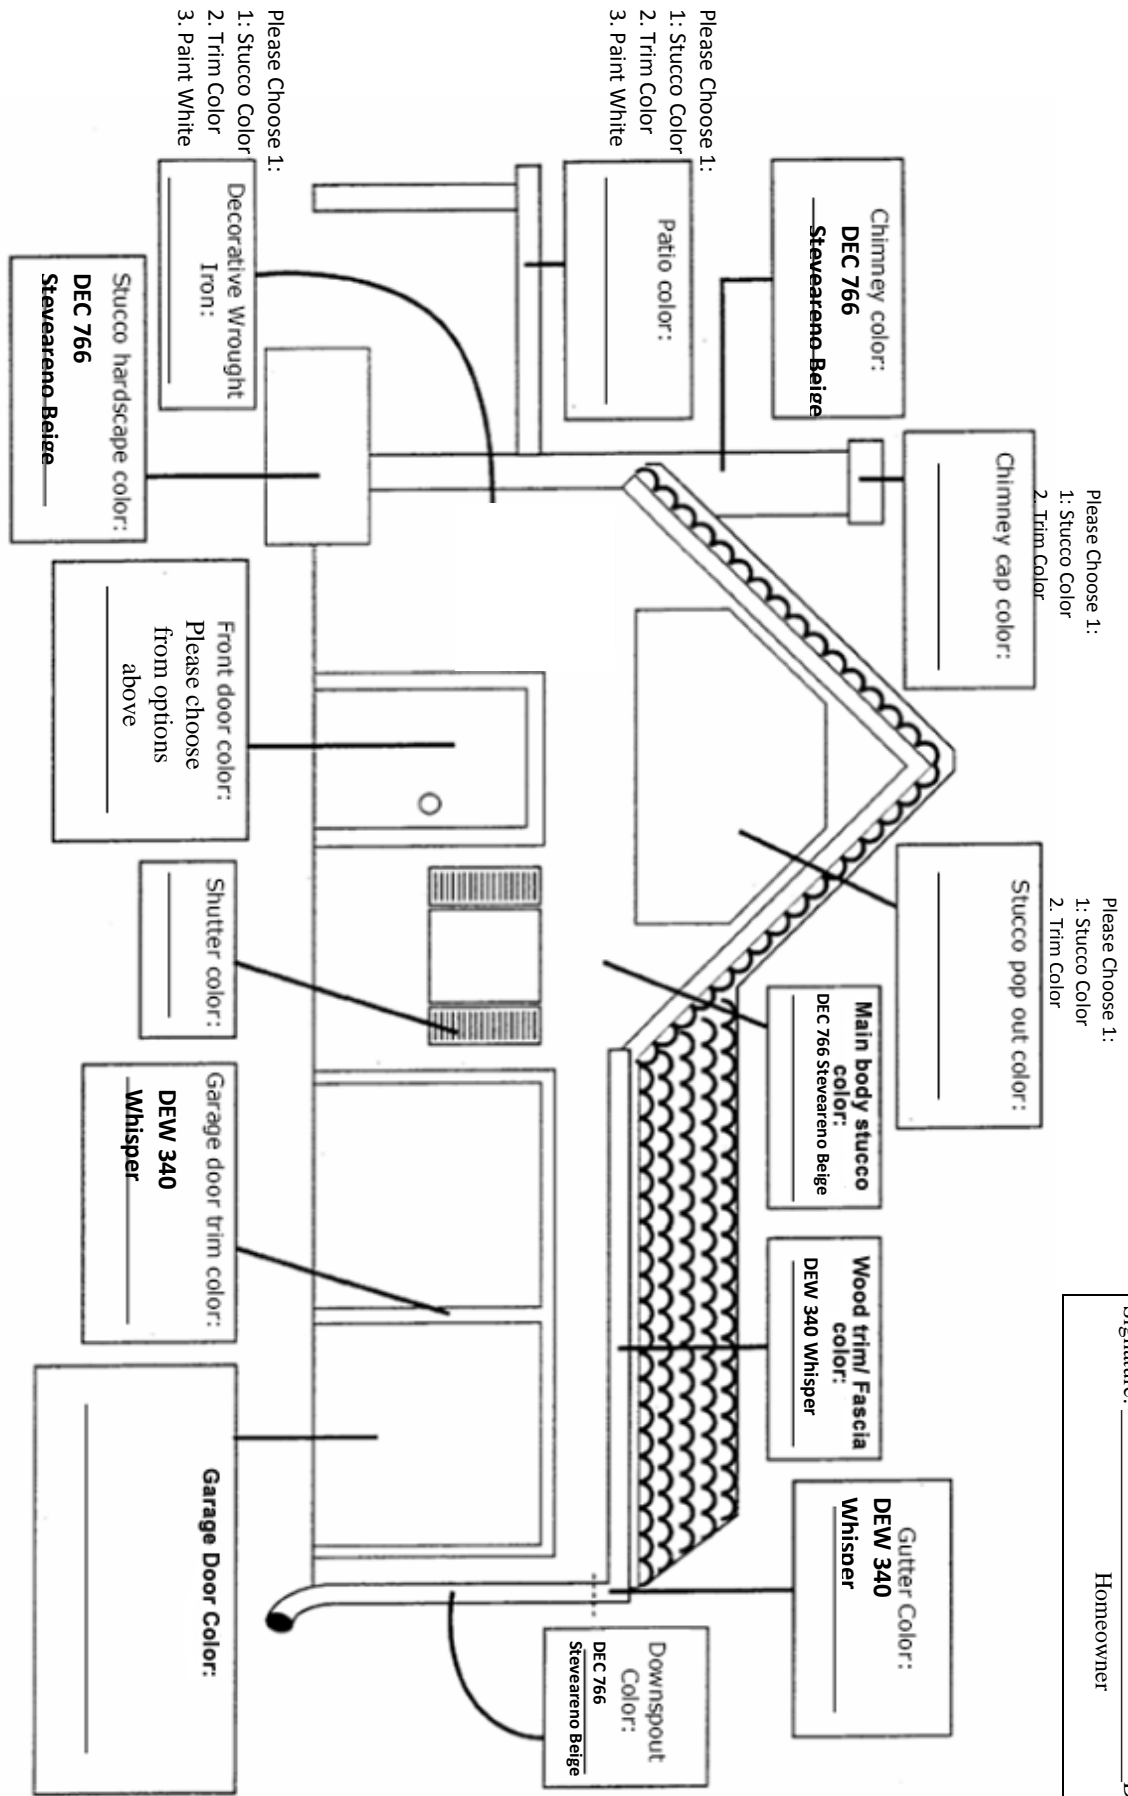 Signature:
Homeowner
Please Choose 1:
1: Stucco Color
2. Trim Color
Please Choose 1:
1: Stucco Color
2. Trim Color
Chimney cap color:
Stucco pop out color:
Chimney color:
DEC 766
Steveareno Beige
Main body stucco
color:
DEC 766 Steveareno Beige
Wood trim/ Fascia
color:
DEW 340 Whisper
Gutter Color:
DEW 340
Whisper
Please Choose 1:
1: Stucco Color
2. Trim Color
3. Paint White
Patio color:
Downspout
Color:
DEC 766
Steveareno Beige
Please Choose 1:
1: Stucco Color
2. Trim Color
3. Paint White
Decorative Wrought
Iron:
Stucco hardscape color:
DEC 766
Steveareno Beige
Front door color:
Please choose
from options
above
Shutter color:
Garage door trim color:
DEW 340
Whisper
Garage Door Color: